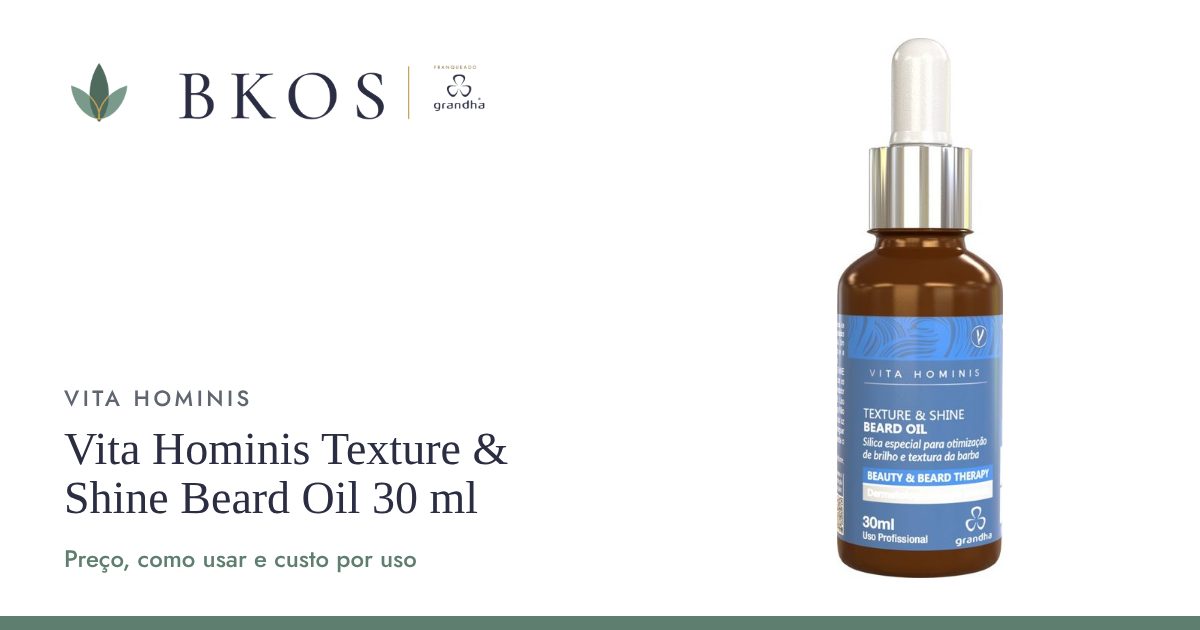 BKOS
FRANQUEADO
grandha
VITA HOMINIS
Vita Hominis Texture &
Shine Beard Oil 30 ml
Preço, como usar e custo por uso
V
VITA HOMINIS
TEXTURE & SHINE
BEARD OIL
Sílica especial para otimização
de brilho e textura da barba
BEAUTY & BEARD THERAPY
30ml
Uso Profissional
grandha